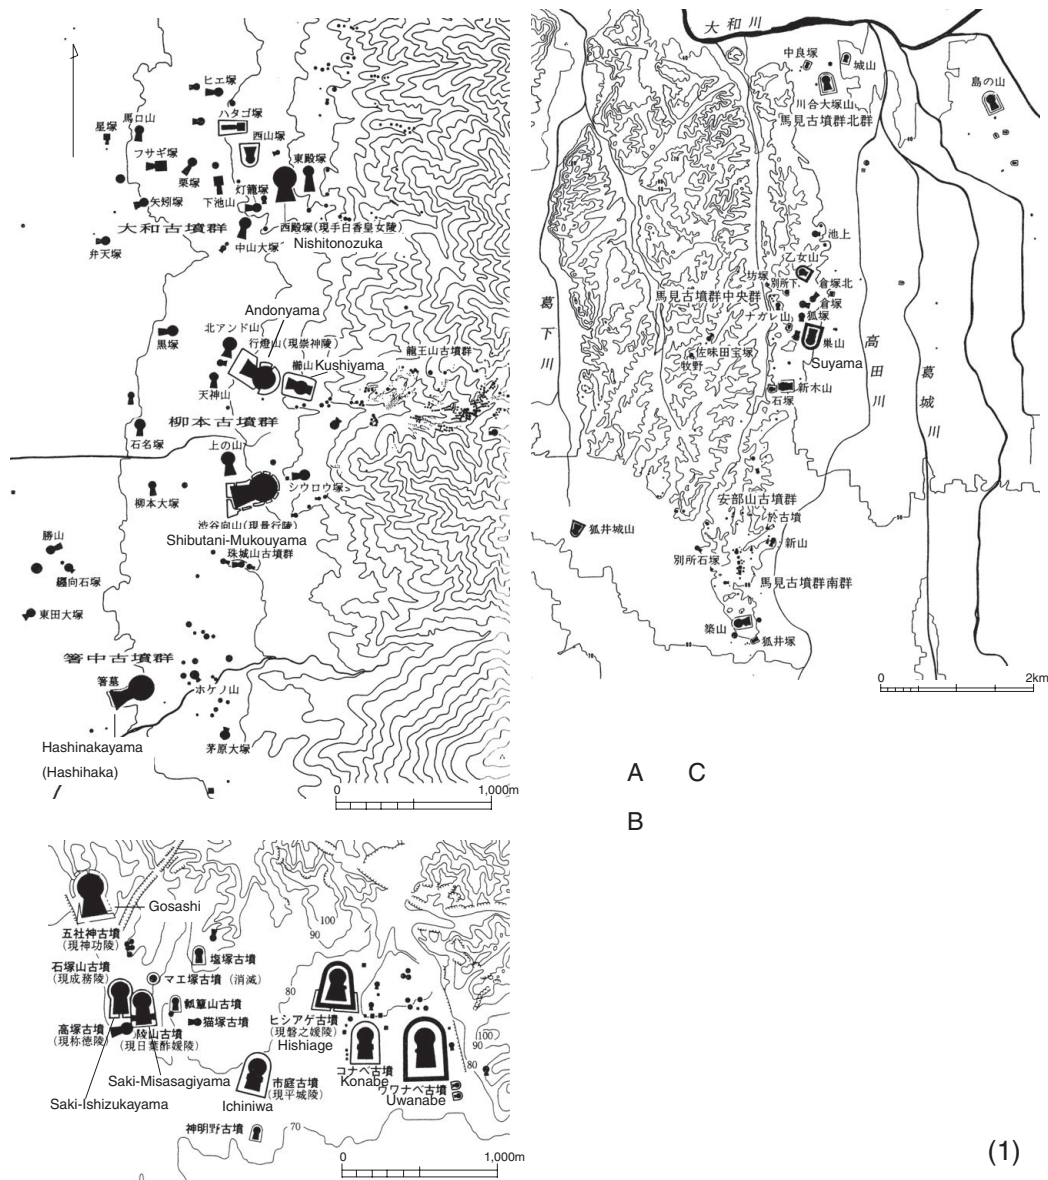 ヒエ塚
馬口山
ハタゴ塚
星塚
西山塚
フサギ塚
東殿塚
栗塚
灯籠塚
矢矧塚
下池山
大和古墳群
西殿塚(現手白香皇女陵)
Nishitonozuka
中山大塚
弁天塚
Andonyama
北アンド山
行燈山(現崇神陵
黒塚
櫛山
Kushiyama
龍王山古墳群
天神山
柳本古墳群
石名塚
上の山
シウロウ塚
柳本大塚
渋谷向山(現景行陵)
Shibutani-Mukouyama
勝山
珠城山古墳群
纒向石塚
東田大塚
箸中古墳群
箸墓
ホケノ山
茅原大塚
Hashinakayama
(Hashihaka)
0
1,000m
大和川
中良塚
城山
島の山
川合大塚山
馬見古墳群北群
池上
乙女山
坊塚
別所下
倉塚北
馬見古墳群中央群
倉塚
ナガレ山
狐塚
葛下川
巣山
佐味田宝塚
牧野
Suyama
高田川
葛城川
新木山
石塚
安部山古墳群
於古墳
狐井城山
新山
別所石塚
馬見古墳群南群
築山
狐井塚
0
2km
A
C
B
Gosashi
五社神古墳
(現神功陵)
100
90
塩塚古墳
石塚山古墳
(現成務陵)
マエ塚古墳
(消滅)
80
瓢簞山古墳
猫塚古墳
ヒシアゲ古墳
(現磐之媛陵)
Hishiage
高塚古墳
(現称徳陵)
陵山古墳
(現日葉酢媛陵)
100
90
80
コナベ古墳
Konabe
Saki-Misasagiyama
市庭古墳
(現平城陵)
ウワナベ古墳
Uwanabe
Saki-Ishizukayama
Ichiniwa
神明野古墳
70
0
1,000m
(1)